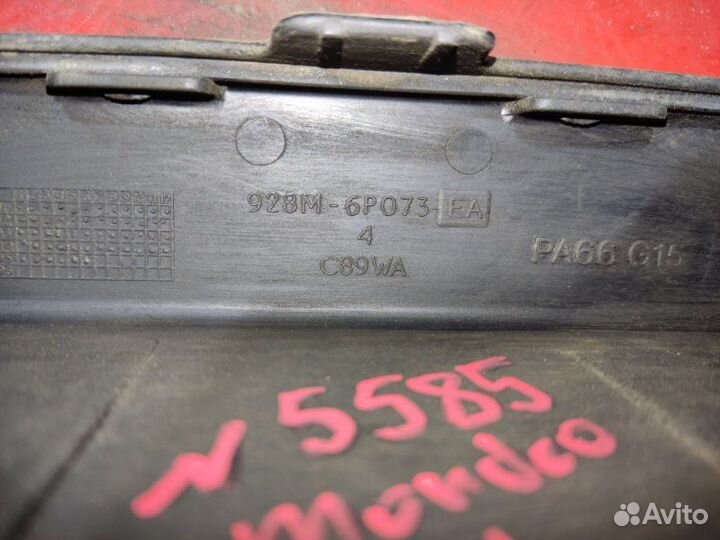 928M-6P073-EA
4
C89WA
PA66 G15
N 5585
Mondeo
Avito